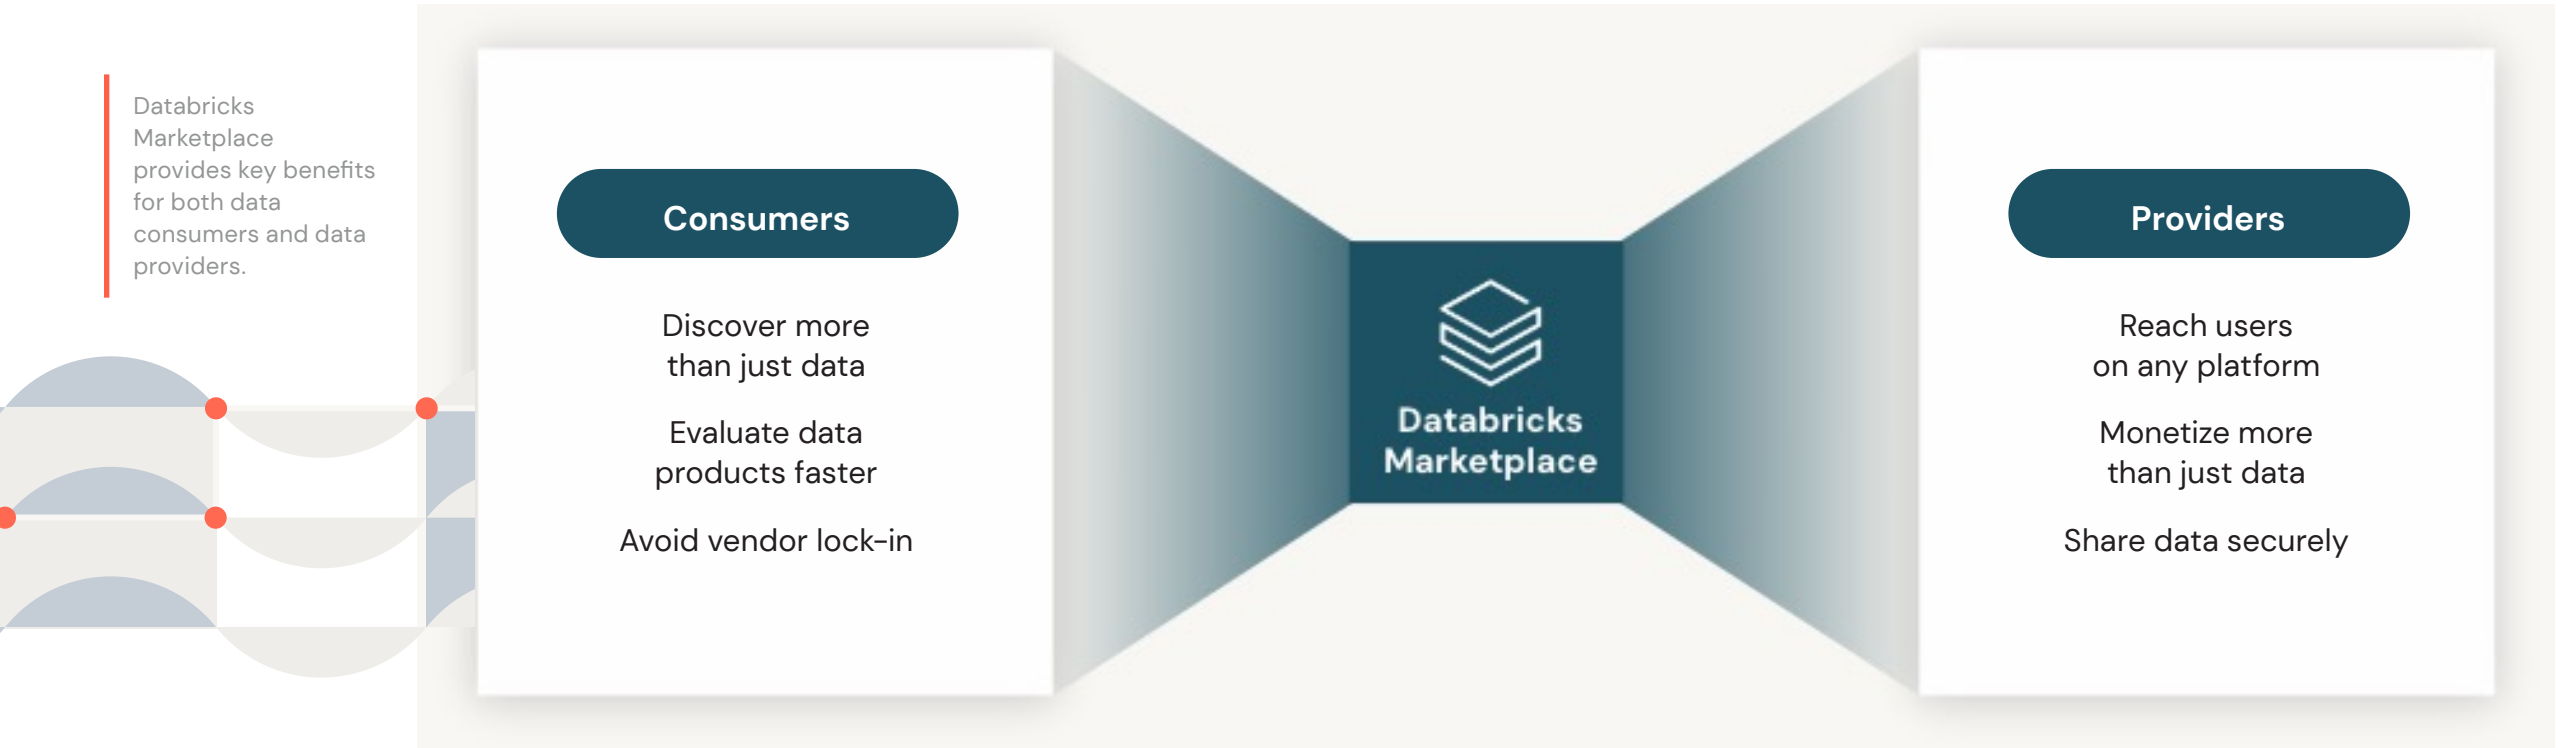 Databricks
Marketplace
provides key benefits
for both data
consumers and data
providers.
Consumers
Discover more
than just data
Evaluate data
products faster
Avoid vendor lock-in
Databricks
Marketplace
Providers
Reach users
on any platform
Monetize more
than just data
Share data securely